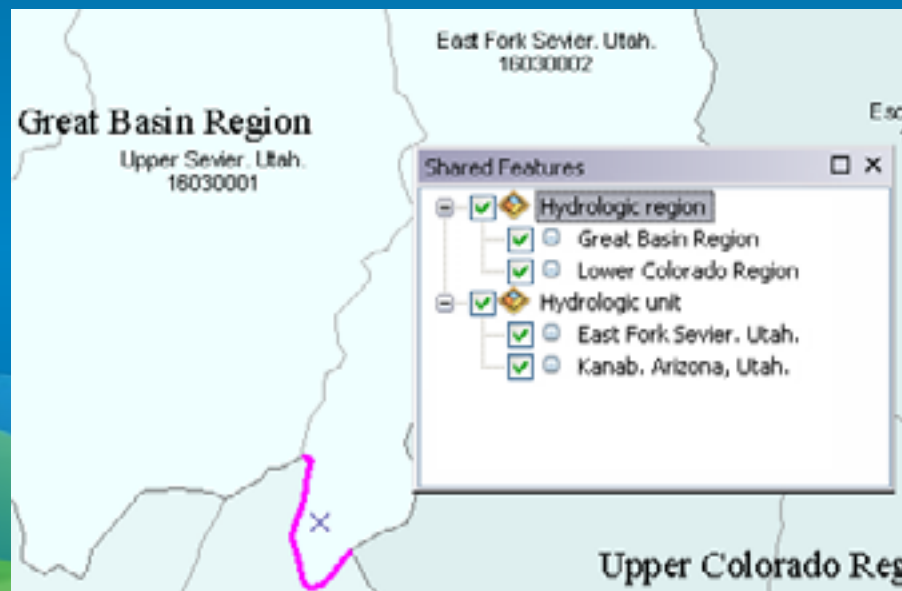 East Fork Sevier. Utah.
16030002
Great Basin Region
Upper Sevier. Utah.
16030001
Shared Features
Hydrologic region
Great Basin Region
Lower Colorado Region
Hydrologic unit
East Fork Sevier. Utah.
Kanab. Arizona, Utah.
Upper Colorado